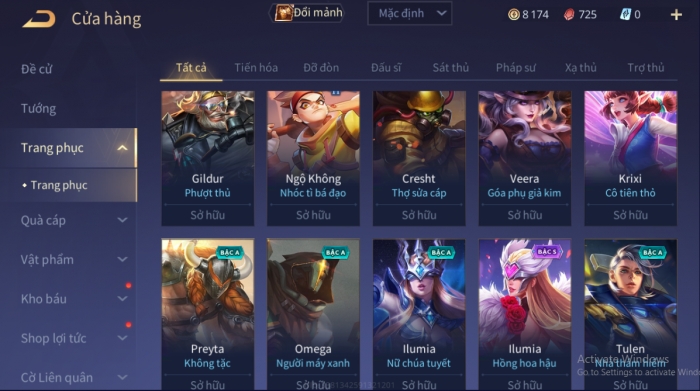 Cửa hàng
Đổi mảnh
Mặc định
8 174
725
0
Đề cử
Tướng
Trang phục
Trang phục
Quà cáp
Vật phẩm
Kho báu
Shop lợi tức
Cờ Liên quân
Tất cả
Tiến hóa
Đỡ đòn
Đấu sĩ
Sát thủ
Pháp sư
Xạ thủ
Trợ thủ
Gildur
Phượt thủ
Sở hữu
Ngộ Không
Nhóc tì bá đạo
Sở hữu
Cresht
Thợ sửa cáp
Sở hữu
Veera
Góa phụ giả kim
Sở hữu
Krixi
Cô tiên thỏ
Sở hữu
BẬC A
Preyta
Không tặc
Sở hữu
BẬC A
Omega
Người máy xanh
Sở hữu
BẬC A
Ilumia
Nữ chúa tuyết
Sở hữu
BẬC S
Ilumia
Hồng hoa hậu
Sở hữu
BẬC A
Tulen
Nhà thám hiểm
Sở hữu
Activate Windows
Go to Settings to activate Wind